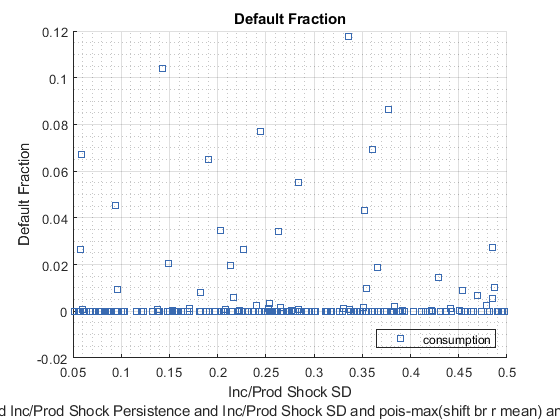 Default Fraction
0.12
0.1
0.08
0.06
0.04
0.02
0
-0.02
Default Fraction
consumption
0.05 0.1 0.15 0.2 0.25 0.3 0.35 0.4 0.45 0.5
Inc/Prod Shock SD
d Inc/Prod Shock Persistence and Inc/Prod Shock SD and pois-max(shift br r mean) ar